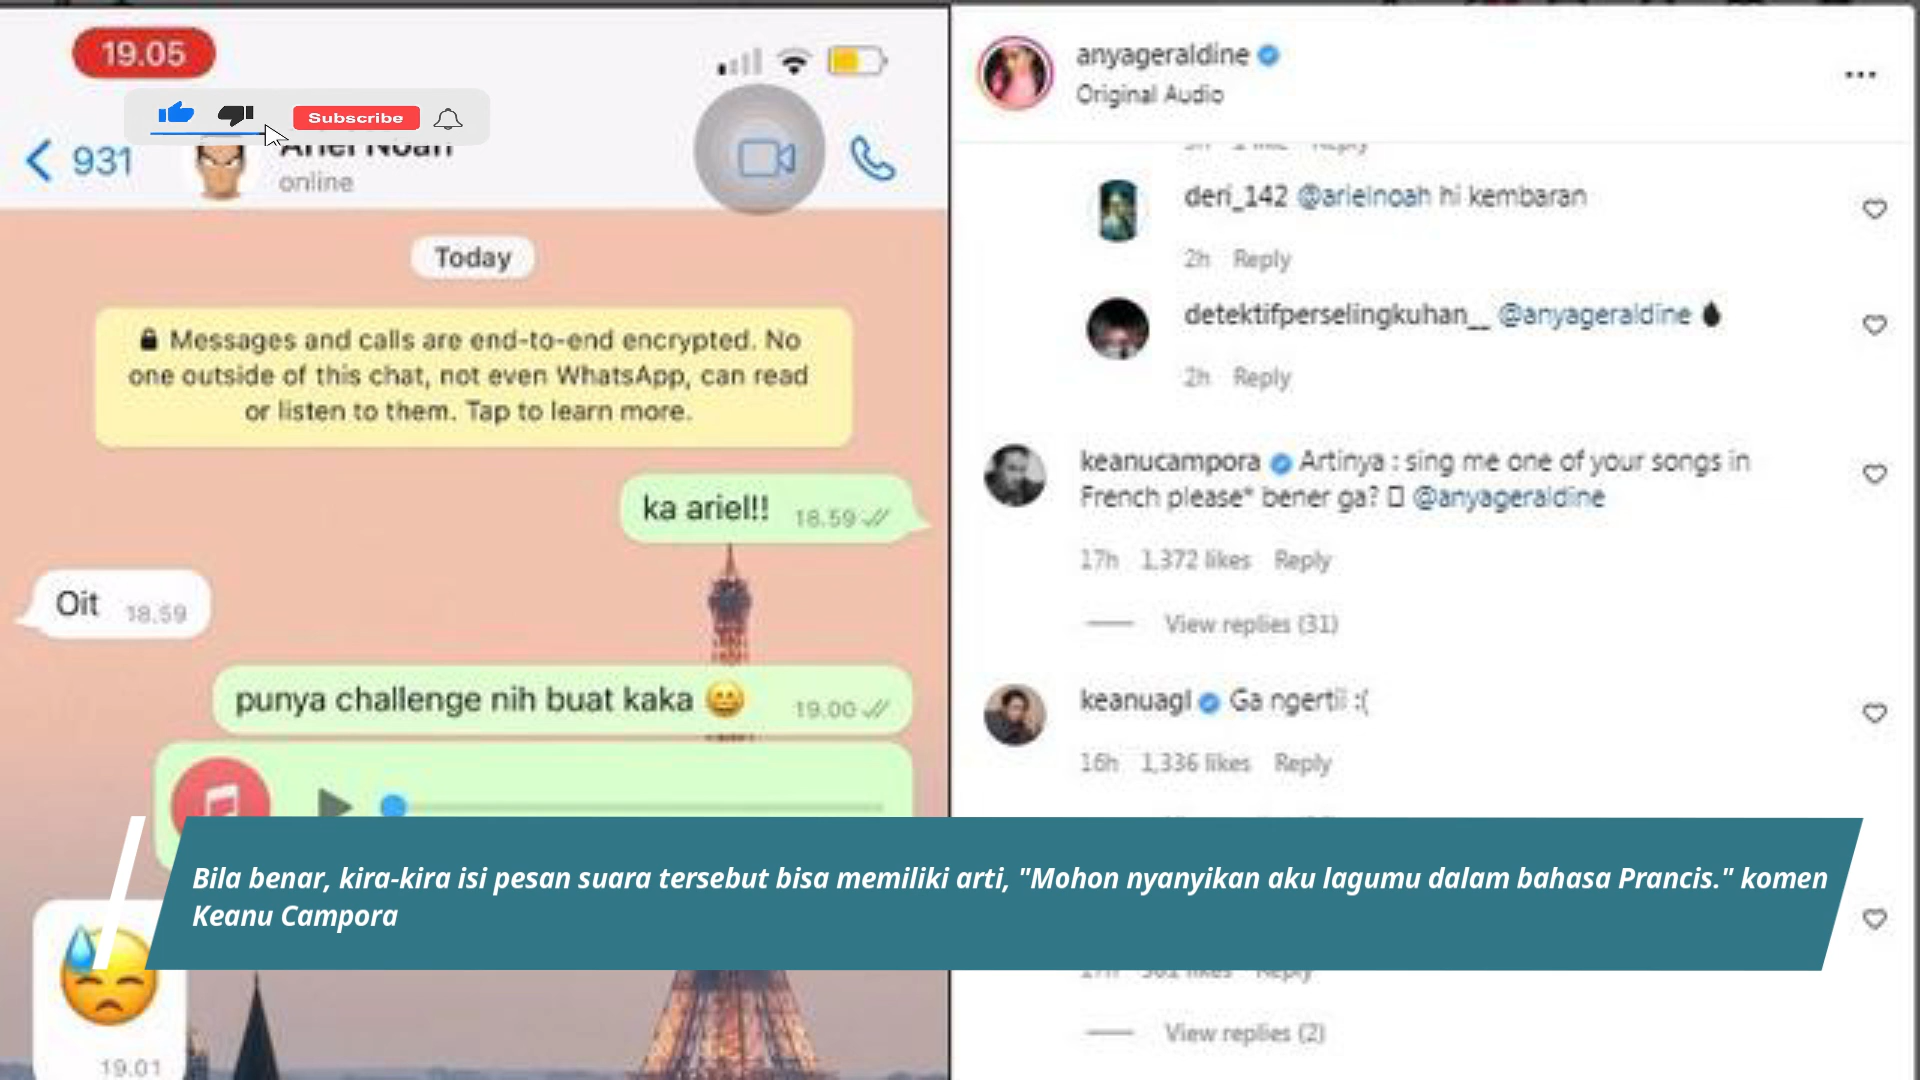 19.05
Subscribe
931
Ariel Noah
online
Today
Messages and calls are end-to-end encrypted. No
one outside of this chat, not even WhatsApp, can read
or listen to them. Tap to learn more.
ka ariel!! 18.59
Oit 18.59
punya challenge nih buat kaka 😄 19.00
19.01
anyageraldine
Original Audio
Reply
deri_142 @arielnoah hi kembaran
2h Reply
detektifperselingkuhan__ @anyageraldine
2h Reply
keanucampora Artinya : sing me one of your songs in
French please* bener ga? @anyageraldine
17h 1,372 likes Reply
View replies (31)
keanuagl Ga ngertii :(
16h 1,336 likes Reply
17h likes Reply
View replies (2)
Bila benar, kira-kira isi pesan suara tersebut bisa memiliki arti, "Mohon nyanyikan aku lagumu dalam bahasa Prancis." komen
Keanu Campora